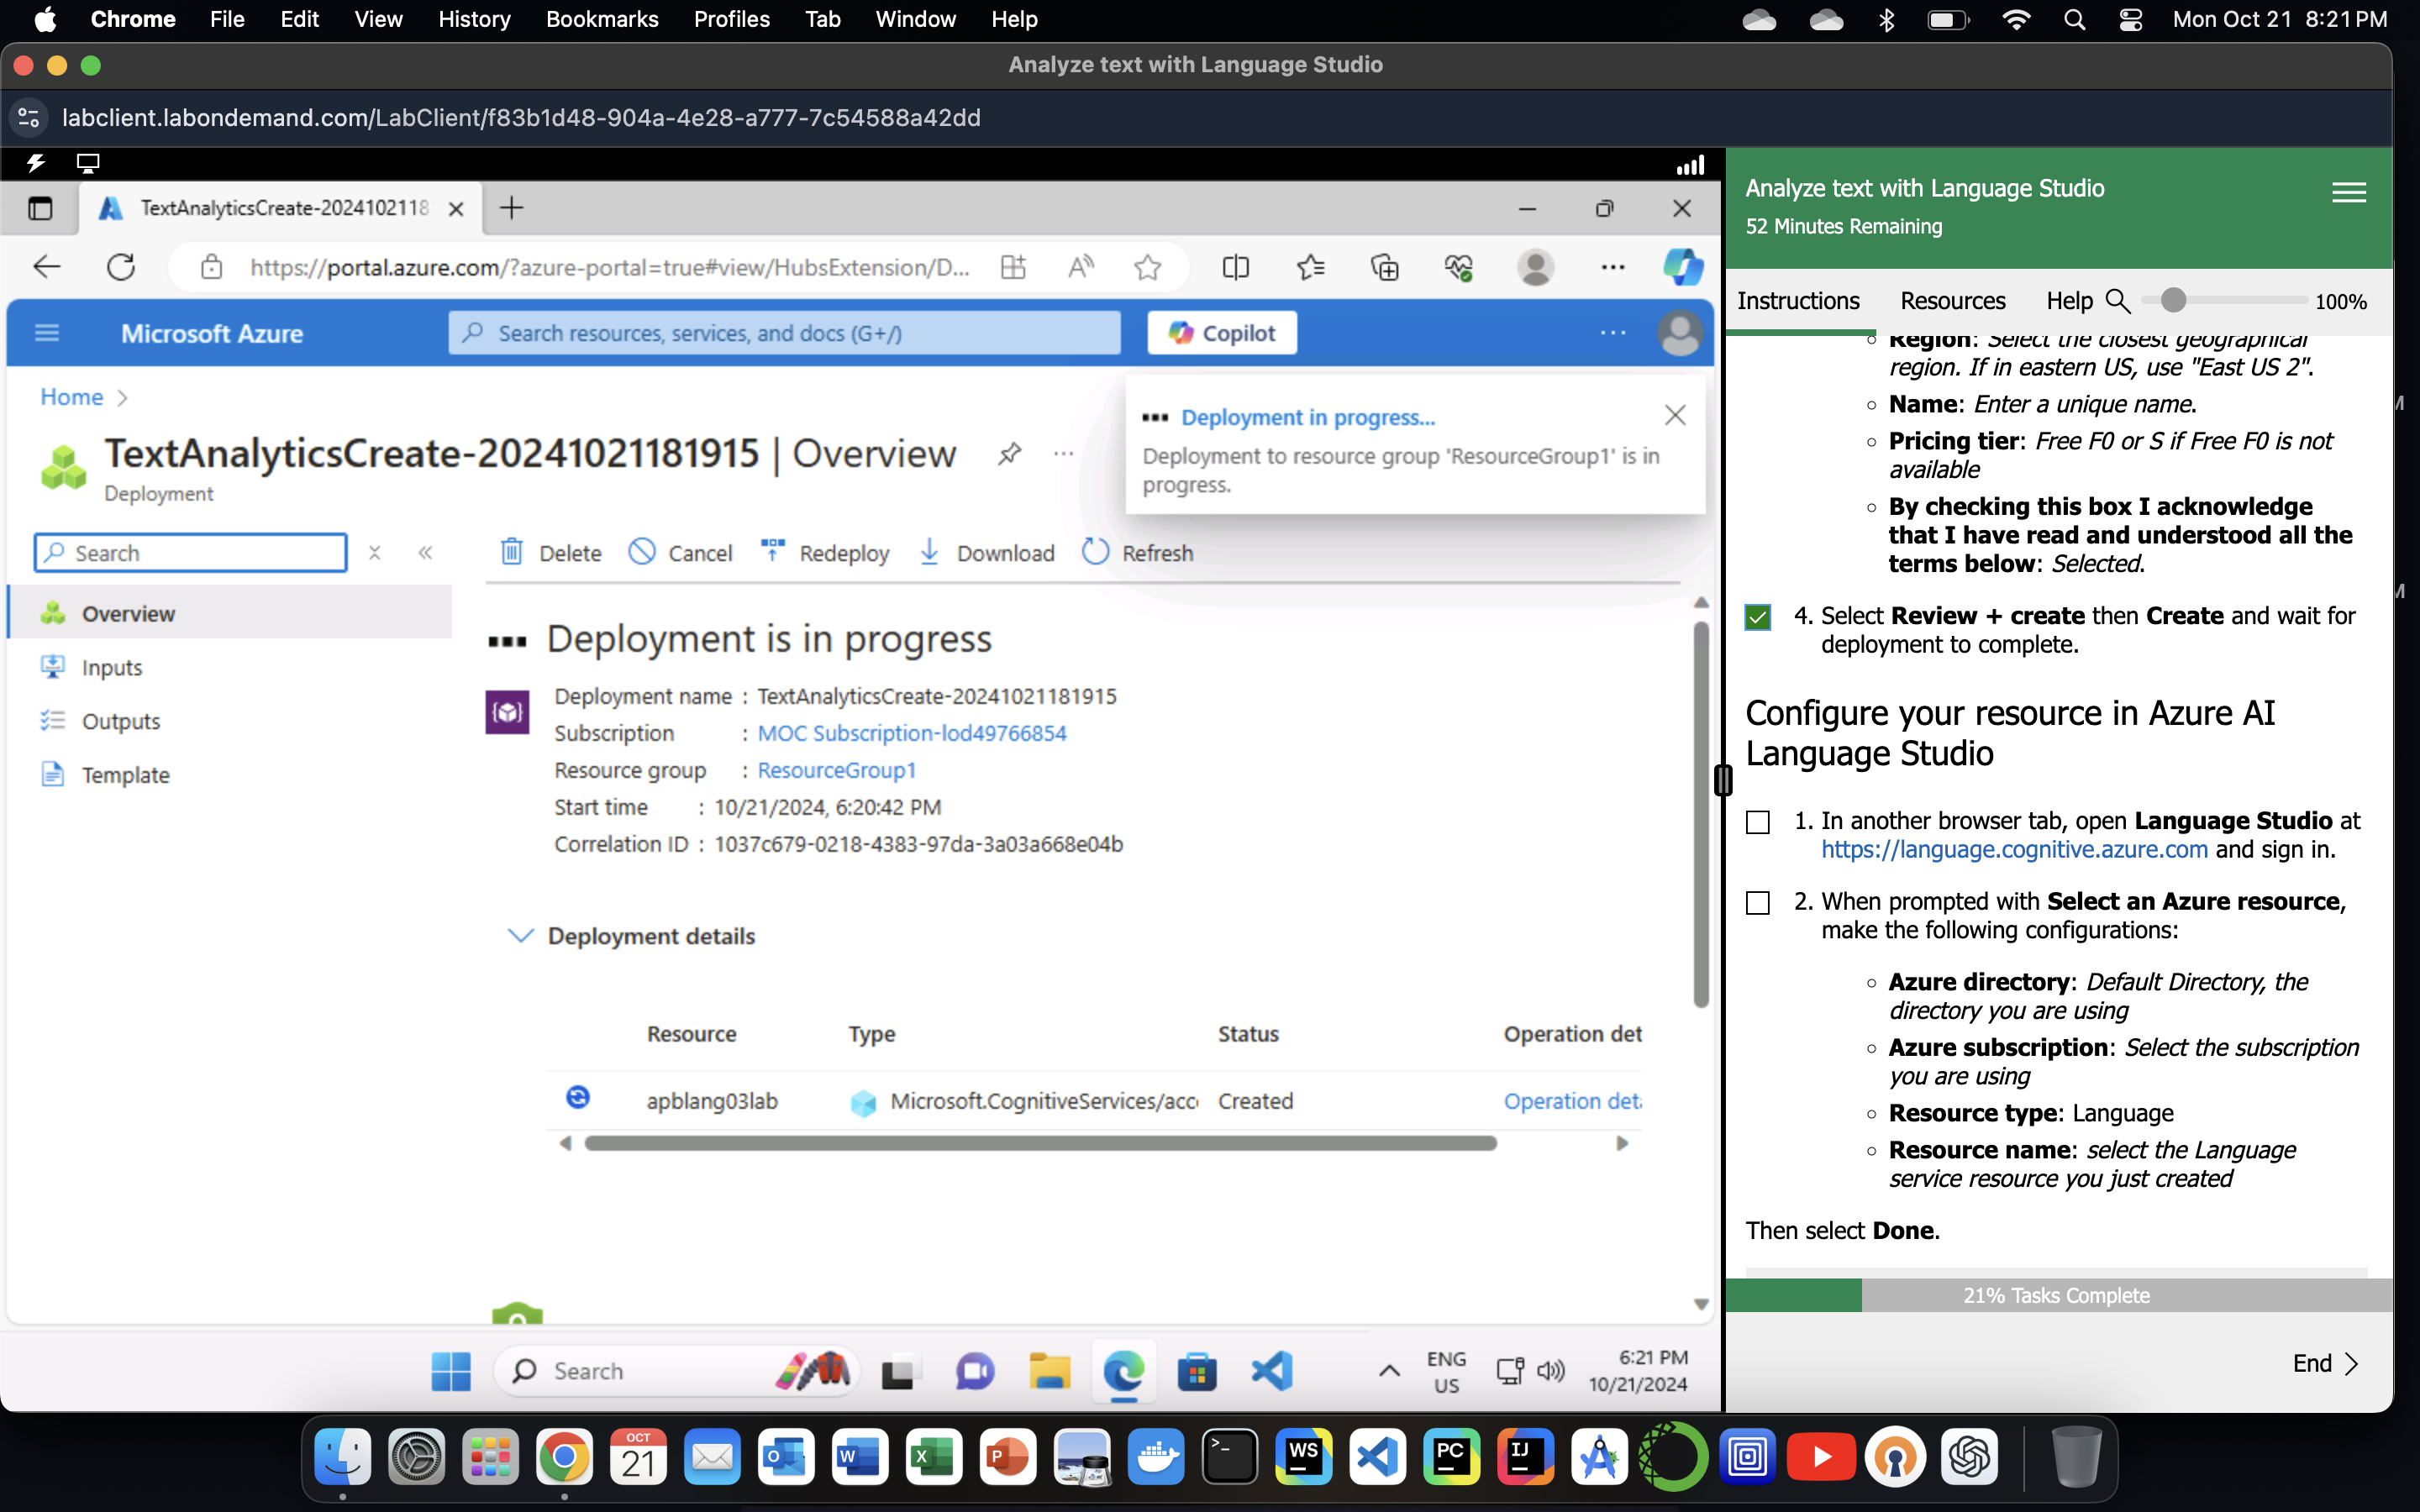 Chrome File Edit View History Bookmarks Profiles Tab Window Help Mon Oct 21 8:21 PM
Analyze text with Language Studio
labclient.labondemand.com/LabClient/f83b1d48-904a-4e28-a777-7c54588a42dd
TextAnalyticsCreate-2024102118
https://portal.azure.com/?azure-portal=true#view/HubsExtension/D...
Microsoft Azure
Search resources, services, and docs (G+/)
Copilot
Home
TextAnalyticsCreate-20241021181915 | Overview
Deployment
Deployment in progress...
Deployment to resource group 'ResourceGroup1' is in
progress.
Search
Delete Cancel Redeploy Download Refresh
Overview
Inputs
Outputs
Template
Deployment is in progress
Deployment name : TextAnalyticsCreate-20241021181915
Subscription : MOC Subscription-lod49766854
Resource group : ResourceGroup1
Start time : 10/21/2024, 6:20:42 PM
Correlation ID : 1037c679-0218-4383-97da-3a03a668e04b
Deployment details
Resource Type Status Operation det
apblang03lab Microsoft.CognitiveServices/acc Created Operation deta
Search
ENG
US
6:21 PM
10/21/2024
Analyze text with Language Studio
52 Minutes Remaining
Instructions Resources Help 100%
Region: Select the closest geographical
region. If in eastern US, use "East US 2".
Name: Enter a unique name.
Pricing tier: Free F0 or S if Free F0 is not
available
By checking this box I acknowledge
that I have read and understood all the
terms below: Selected.
4. Select Review + create then Create and wait for
deployment to complete.
Configure your resource in Azure AI
Language Studio
1. In another browser tab, open Language Studio at
https://language.cognitive.azure.com and sign in.
2. When prompted with Select an Azure resource,
make the following configurations:
Azure directory: Default Directory, the
directory you are using
Azure subscription: Select the subscription
you are using
Resource type: Language
Resource name: select the Language
service resource you just created
Then select Done.
21% Tasks Complete
End
OCT
21
WS
PC
IJ